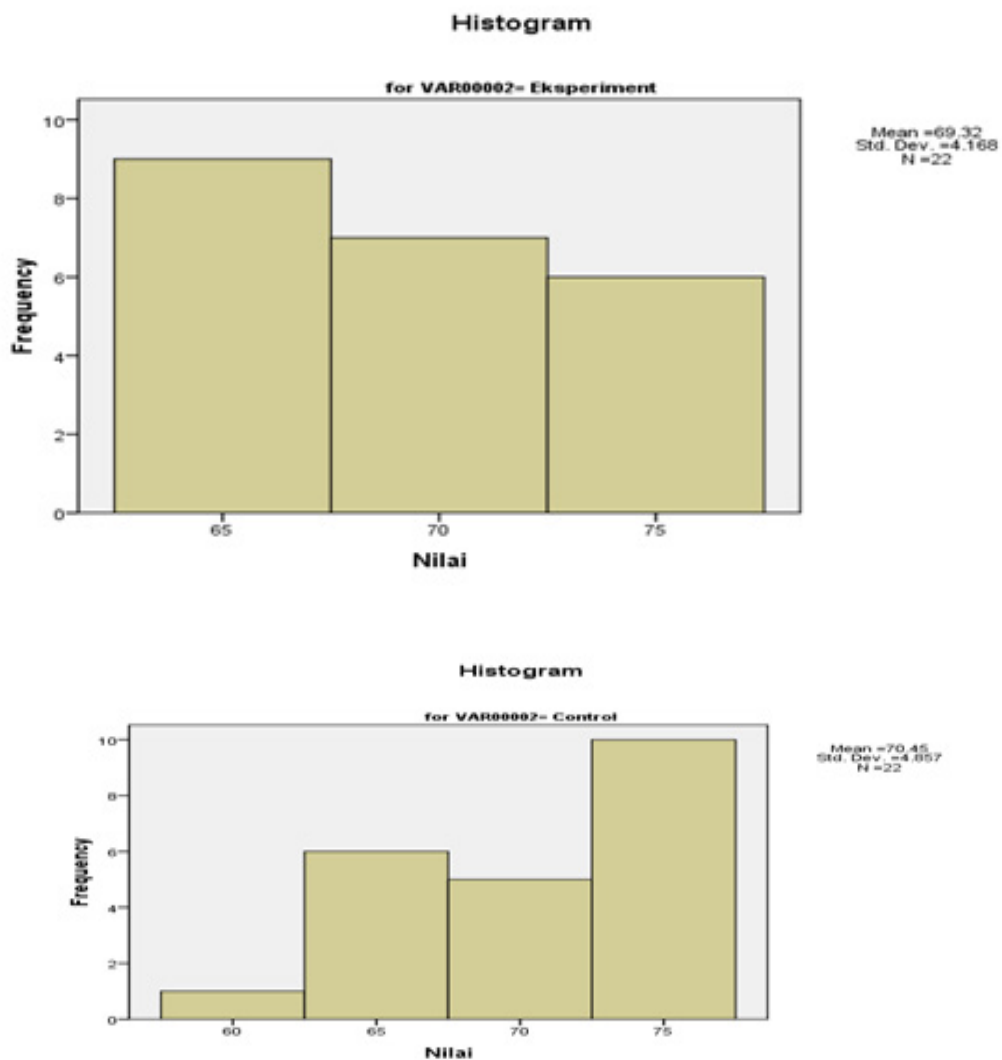 Histogram
for VAR00002= Eksperiment
Mean =69.32
Std. Dev. =4.168
N =22
10
8
6
4
2
0
Frequency
65 70 75
Nilai
Histogram
for VAR00002= Control
Mean =70.45
Std. Dev. =4.857
N =22
10
8
6
4
2
0
Frequency
60 65 70 75
Nilai